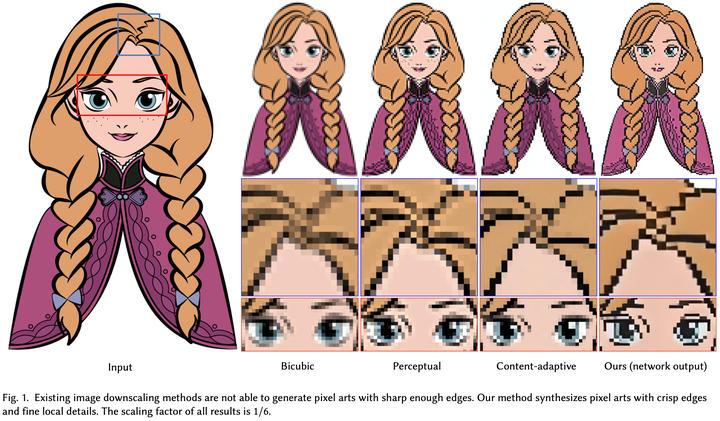 Input
Bicubic
Perceptual
Content-adaptive
Ours (network output)
Fig. 1. Existing image downscaling methods are not able to generate pixel arts with sharp enough edges. Our method synthesizes pixel arts with crisp edges
and fine local details. The scaling factor of all results is 1/6.